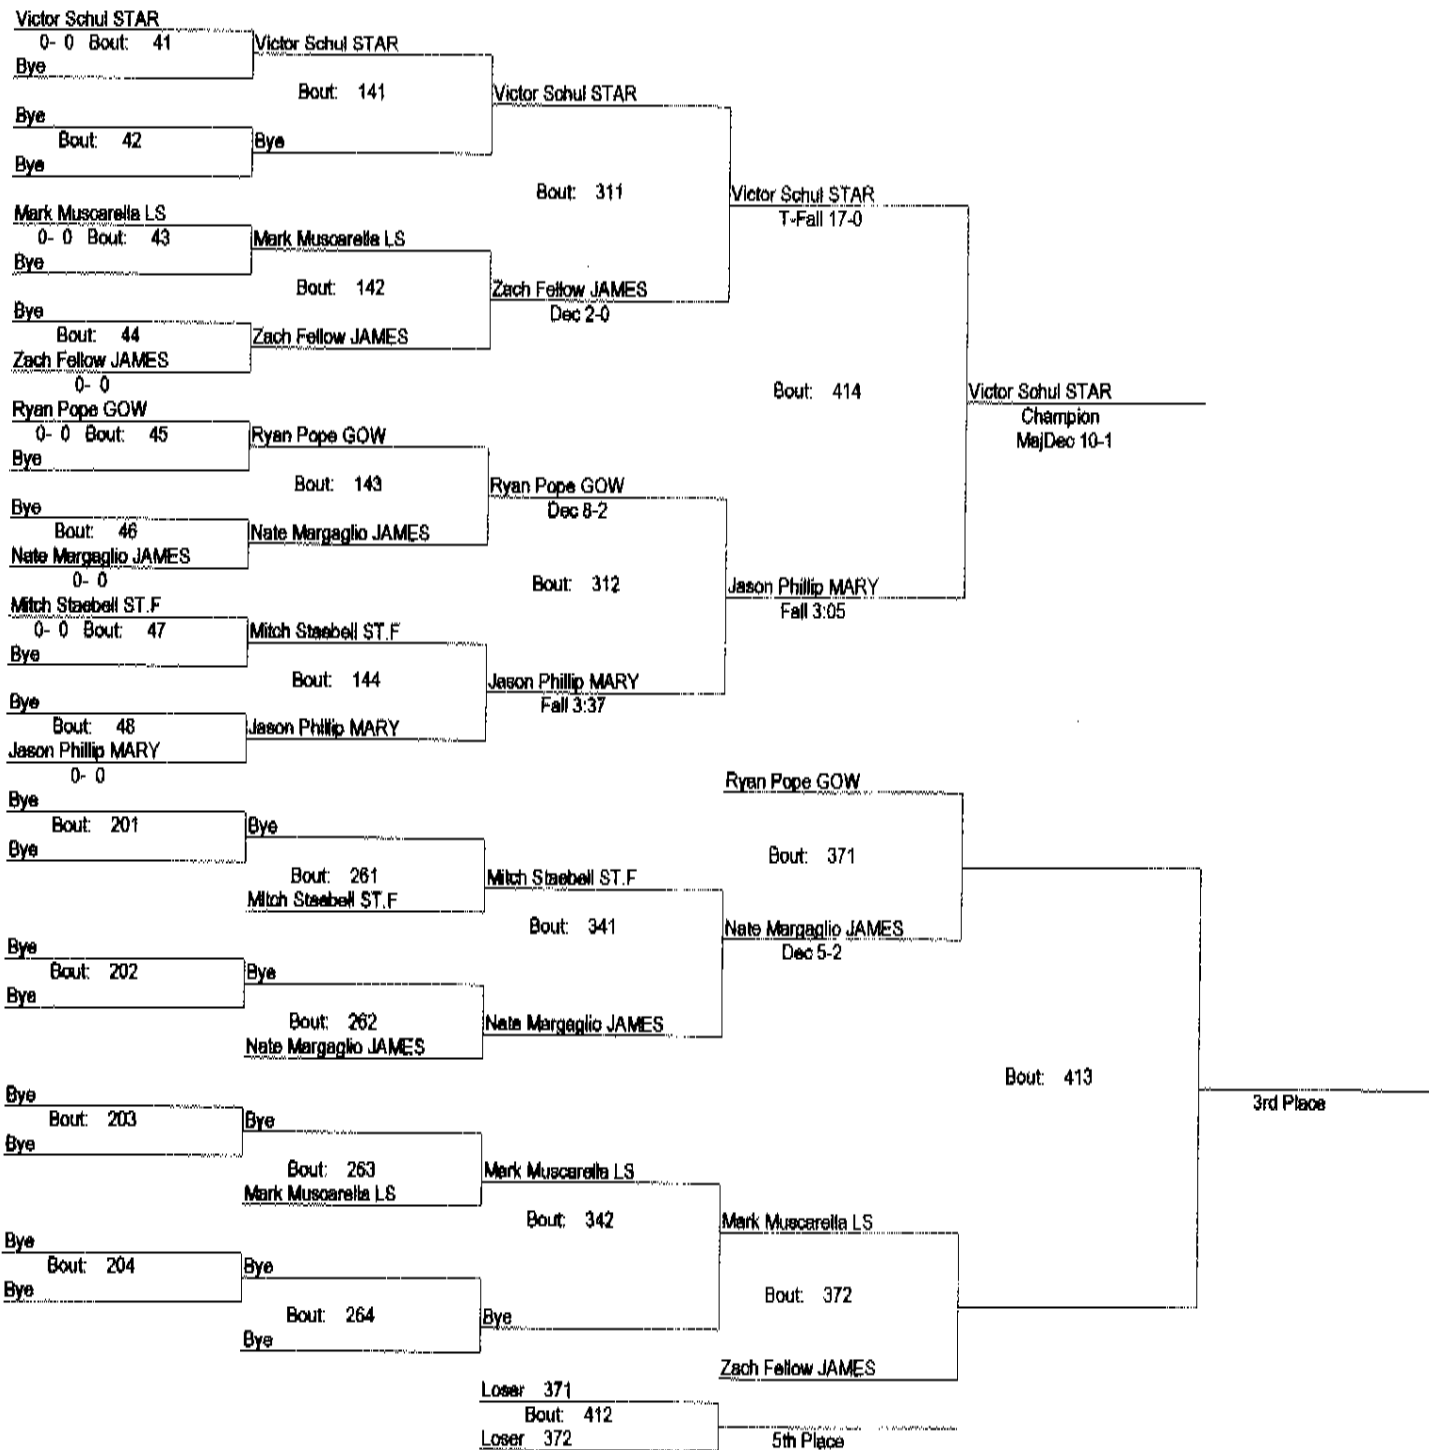 Victor Schul STAR
0- 0 Bout: 41
Bye
Victor Schul STAR
Bout: 141
Victor Schul STAR
Bye
Bout: 42
Bye
Bye
Bout: 311
Victor Schul STAR
T-Fall 17-0
Mark Muscarella LS
0- 0 Bout: 43
Bye
Mark Muscarella LS
Bout: 142
Zach Fellow JAMES
Dec 2-0
Bye
Bout: 44
Zach Fellow JAMES
0- 0
Zach Fellow JAMES
Bout: 414
Victor Schul STAR
Champion
MajDec 10-1
Ryan Pope GOW
0- 0 Bout: 45
Bye
Ryan Pope GOW
Bout: 143
Ryan Pope GOW
Dec 8-2
Bye
Bout: 46
Nate Margaglio JAMES
0- 0
Nate Margaglio JAMES
Bout: 312
Jason Phillip MARY
Fall 3:05
Mitch Staebell ST.F
0- 0 Bout: 47
Bye
Mitch Staebell ST.F
Bout: 144
Jason Phillip MARY
Fall 3:37
Bye
Bout: 48
Jason Phillip MARY
0- 0
Jason Phillip MARY
Ryan Pope GOW
Bye
Bout: 201
Bye
Bye
Bout: 261
Mitch Staebell ST.F
Mitch Staebell ST.F
Bout: 371
Bout: 341
Nate Margaglio JAMES
Dec 5-2
Bye
Bout: 202
Bye
Bye
Bout: 262
Nate Margaglio JAMES
Nate Margaglio JAMES
Bout: 413
3rd Place
Bye
Bout: 203
Bye
Bye
Bout: 263
Mark Muscarella LS
Mark Muscarella LS
Bout: 342
Mark Muscarella LS
Bye
Bout: 204
Bye
Bye
Bout: 264
Bye
Bye
Bout: 372
Zach Fellow JAMES
Loser 371
Bout: 412
Loser 372
5th Place